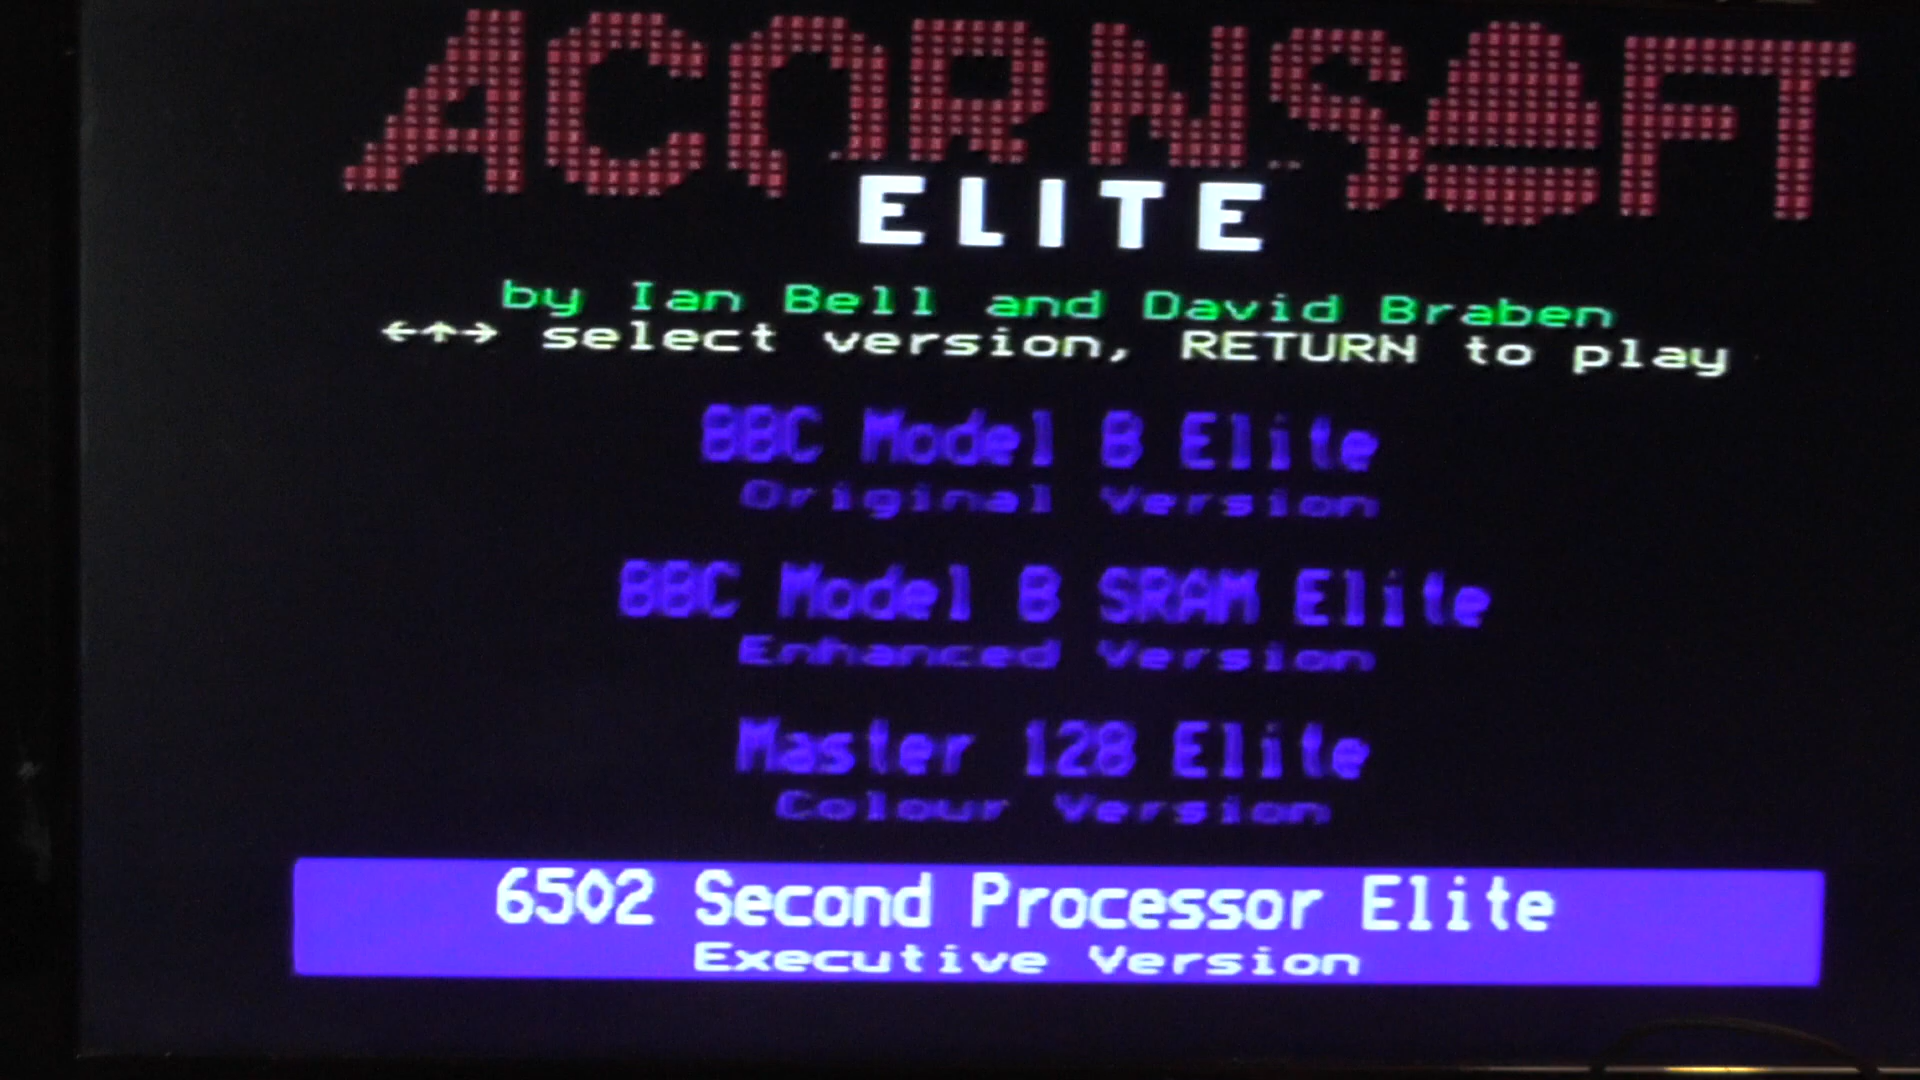 ACORNSOFT
ELITE
by Ian Bell and David Braben
←↑→ select version, RETURN to play
BBC Model B Elite
Original Version
BBC Model B SRAM Elite
Enhanced Version
Master 128 Elite
Colour Version
6502 Second Processor Elite
Executive Version